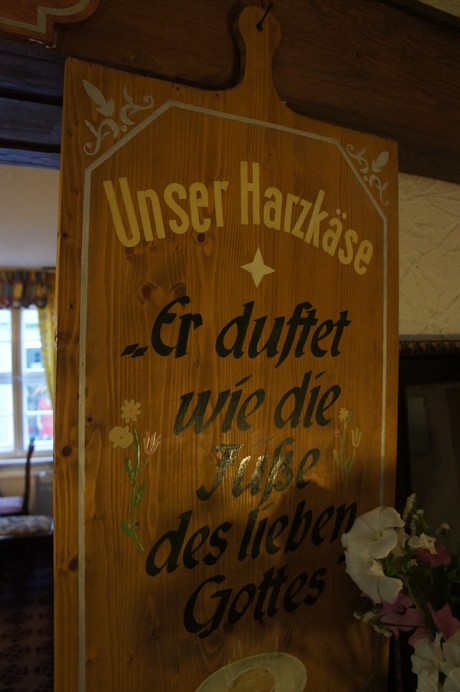 Unser Harzkäse
„Er duftet
wie die
Füße
des lieben
Gottes